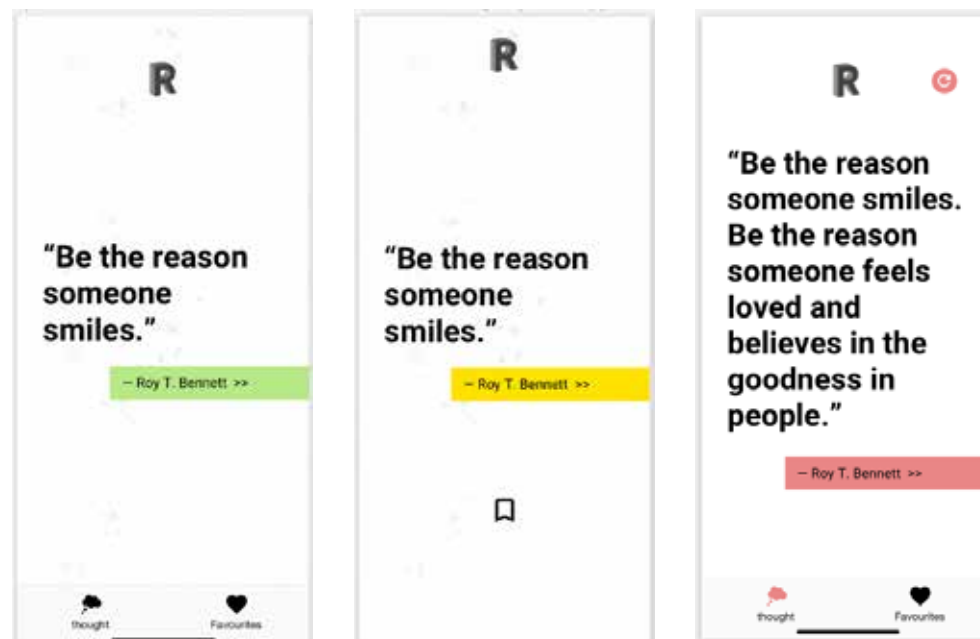 R
“Be the reason
someone
smiles.”
– Roy T. Bennett >>
thought
Favourites
R
“Be the reason
someone
smiles.”
– Roy T. Bennett >>
R
“Be the reason
someone smiles.
Be the reason
someone feels
loved and
believes in the
goodness in
people.”
– Roy T. Bennett >>
thought
Favourites